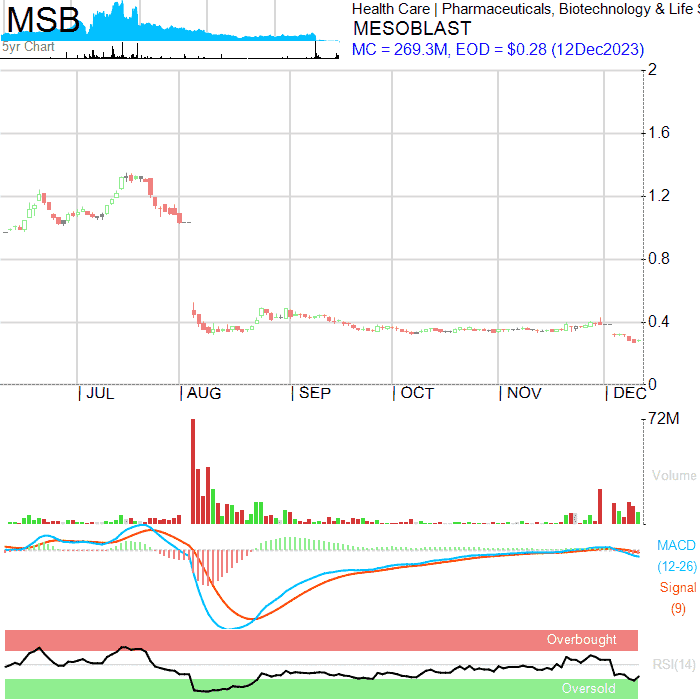 MSB
5yr Chart
Health Care | Pharmaceuticals, Biotechnology & Life S
MESOBLAST
MC = 269.3M, EOD = $0.28 (12Dec2023)
2
1.6
1.2
0.8
0.4
0
JUL
AUG
SEP
OCT
NOV
DEC
72M
Volume
MACD
(12-26)
Signal
(9)
Overbought
RSI(14)
Oversold